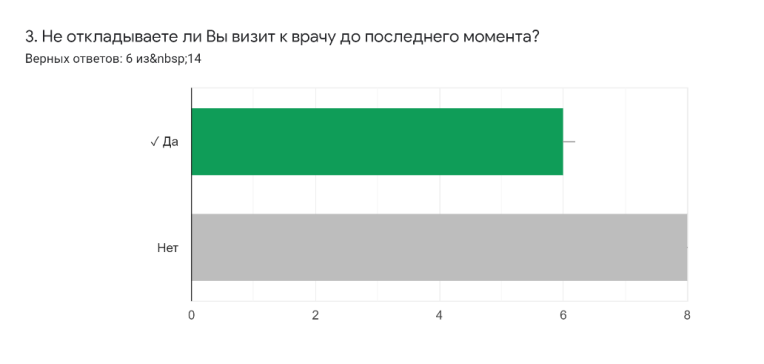 3. Не откладываете ли Вы визит к врачу до последнего момента?
Верных ответов: 6 из&nbsp;14
✓ Да
Нет
0 2 4 6 8